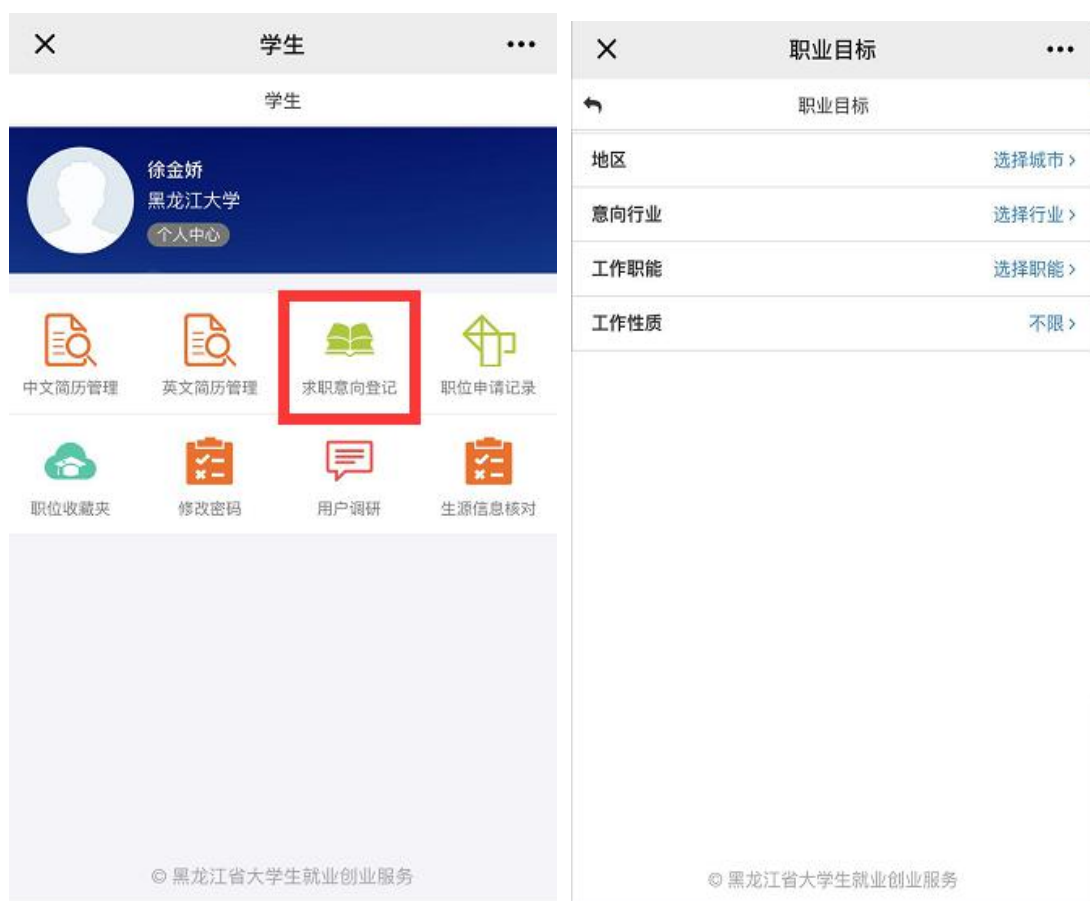 学生
学生
徐金娇
黑龙江大学
个人中心
中文简历管理
英文简历管理
求职意向登记
职位申请记录
职位收藏夹
修改密码
用户调研
生源信息核对
© 黑龙江省大学生就业创业服务
职业目标
职业目标
地区 选择城市
意向行业 选择行业
工作职能 选择职能
工作性质 不限
© 黑龙江省大学生就业创业服务